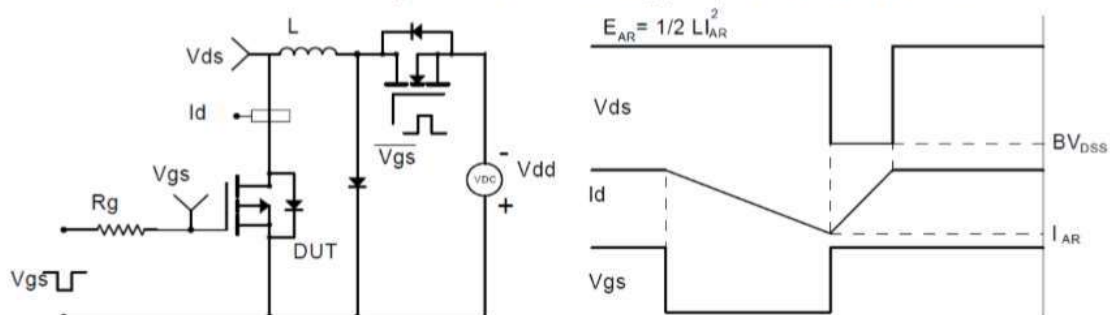 L
Vds
Id
Vgs
Vgs
Rg
DUT
Vgs
VDC
-
Vdd
+
E_AR = 1/2 LI_AR^2
Vds
BV_DSS
Id
I_AR
Vgs